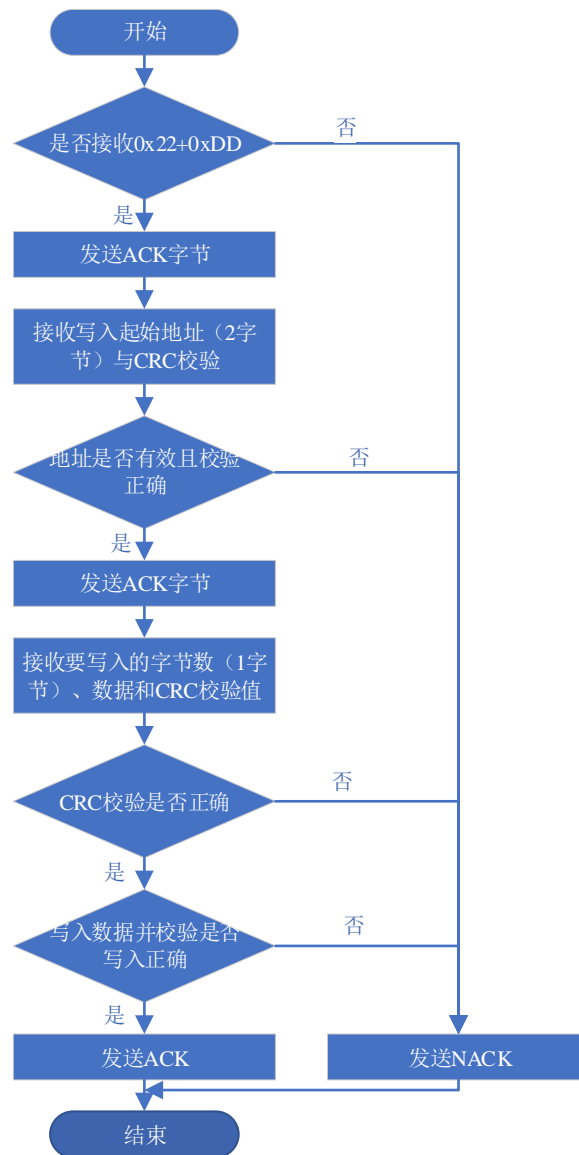 开始
是否接收0x22+0xDD
否
是
发送ACK字节
接收写入起始地址（2字
节）与CRC校验
地址是否有效且校验
正确
否
是
发送ACK字节
接收要写入的字节数（1字
节）、数据和CRC校验值
CRC校验是否正确
否
是
写入数据并校验是否
写入正确
否
是
发送ACK
发送NACK
结束